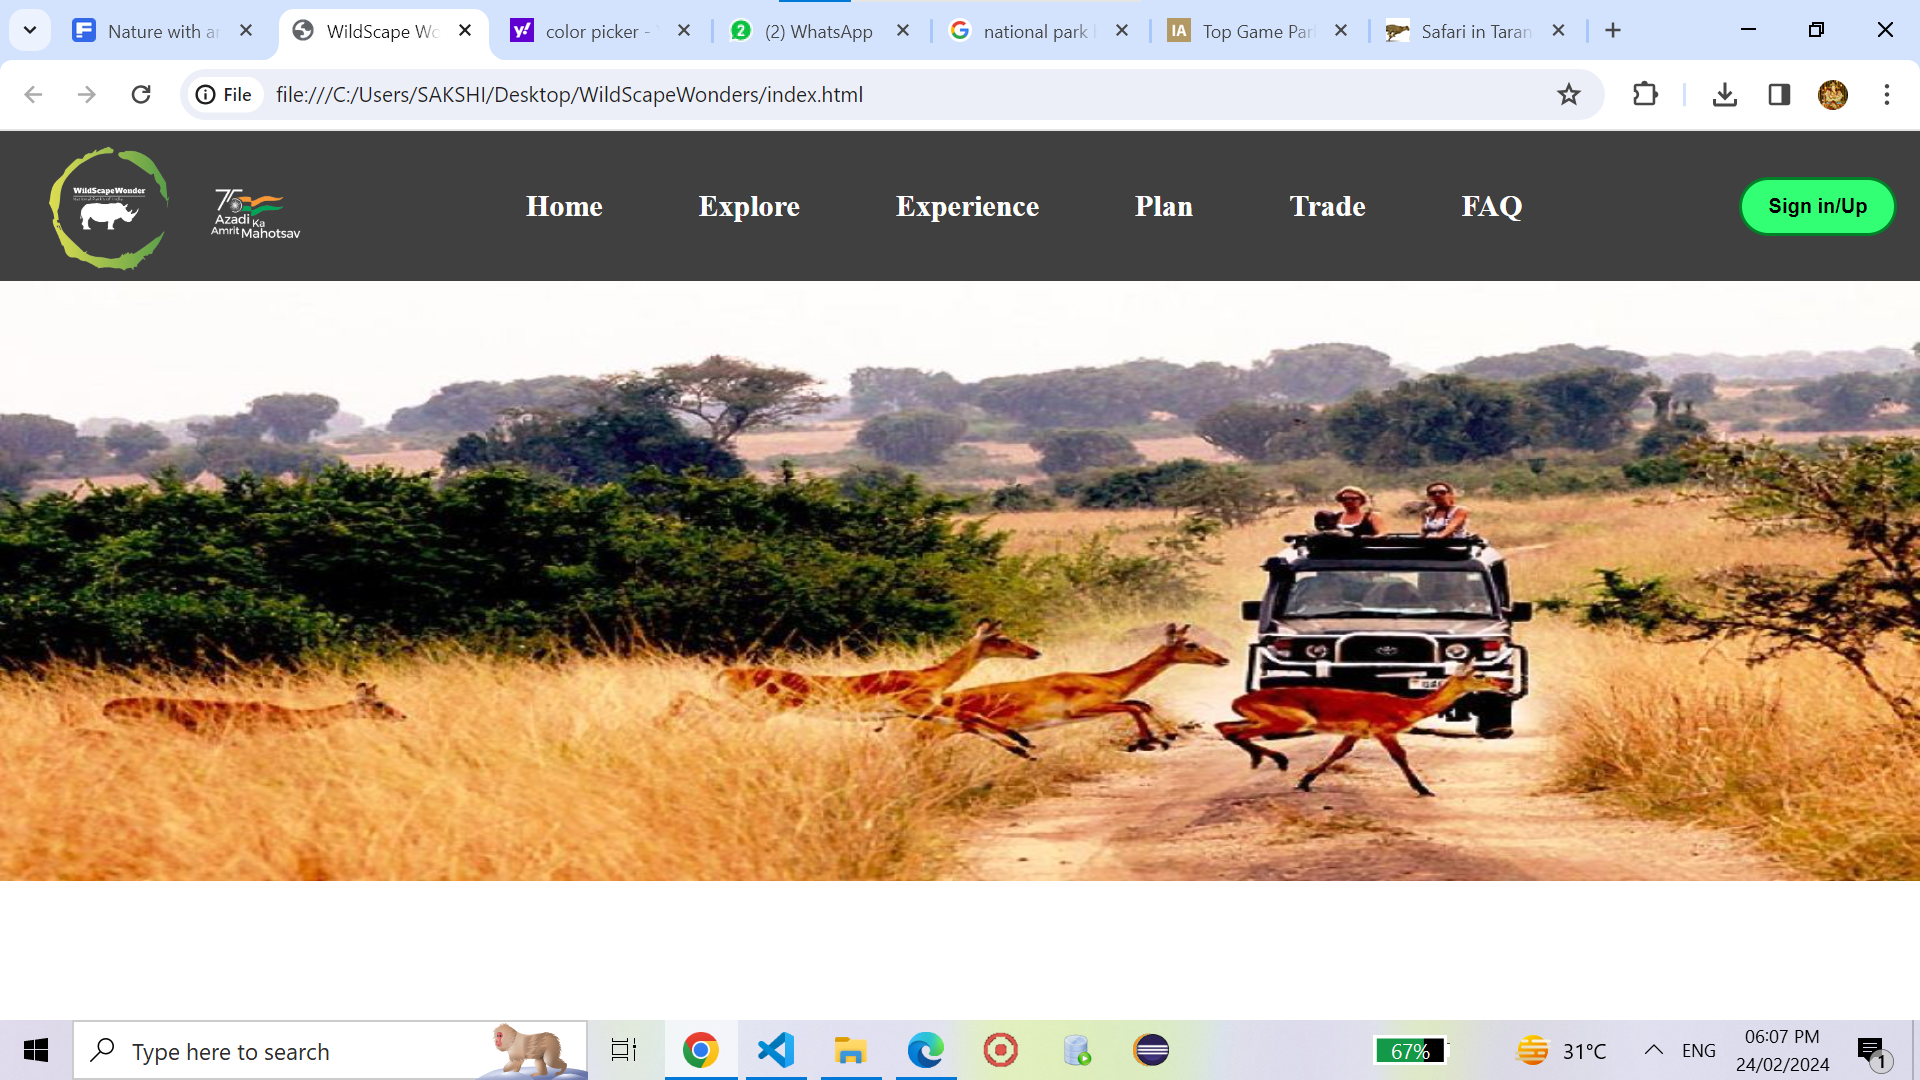 Nature with a
WildScape Wo
color picker -
(2) WhatsApp
national park
Top Game Par
Safari in Taran
File
file:///C:/Users/SAKSHI/Desktop/WildScapeWonders/index.html
WildScapeWonder
75
Azadi Ka
Amrit Mahotsav
Home
Explore
Experience
Plan
Trade
FAQ
Sign in/Up
Type here to search
67%
31°C
ENG
06:07 PM
24/02/2024
1